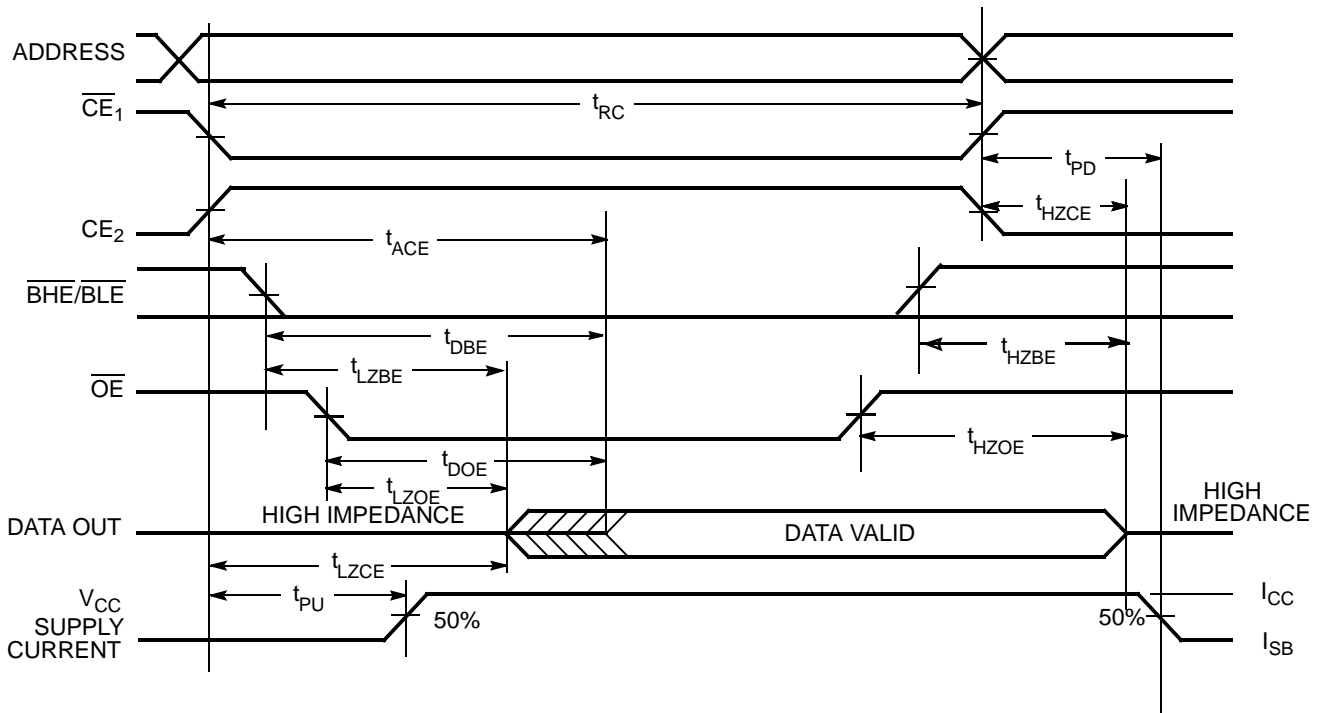 ADDRESS
tRC
CE1
tPD
tHZCE
CE2
tACE
BHE/BLE
tDBE
tHZBE
tLZBE
OE
tHZOE
tDOE
tLZOE
HIGH IMPEDANCE
HIGH
IMPEDANCE
DATA OUT
DATA VALID
tLZCE
tPU
VCC
SUPPLY
CURRENT
50%
50%
ICC
ISB